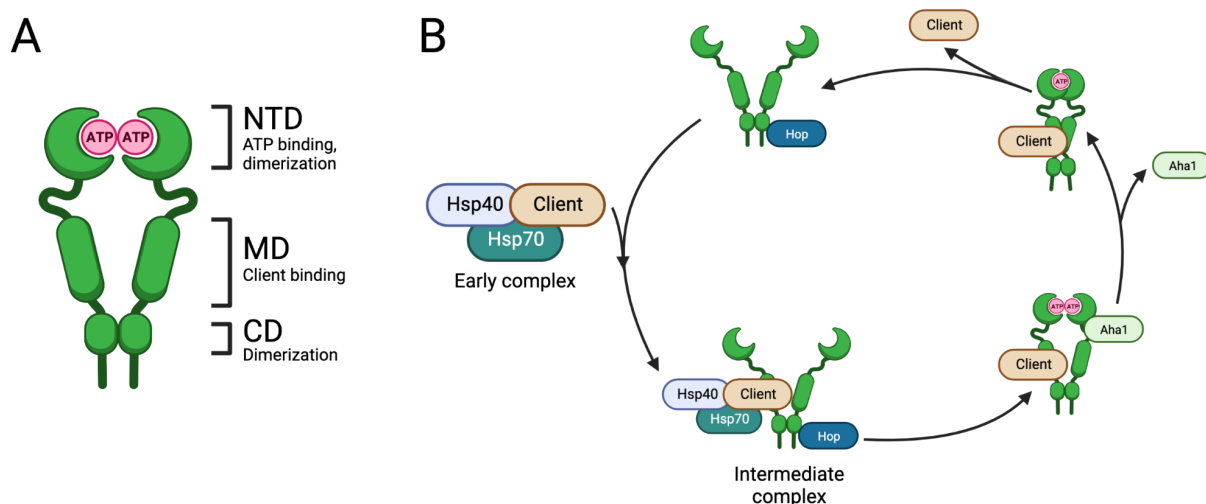 A
ATP
ATP
NTD
ATP binding,
dimerization
MD
Client binding
CD
Dimerization
B
Client
Hop
ATP
Client
Aha1
Hsp40
Client
Hsp70
Early complex
ATP
ATP
Aha1
Client
Hsp40
Client
Hsp70
Hop
Intermediate
complex